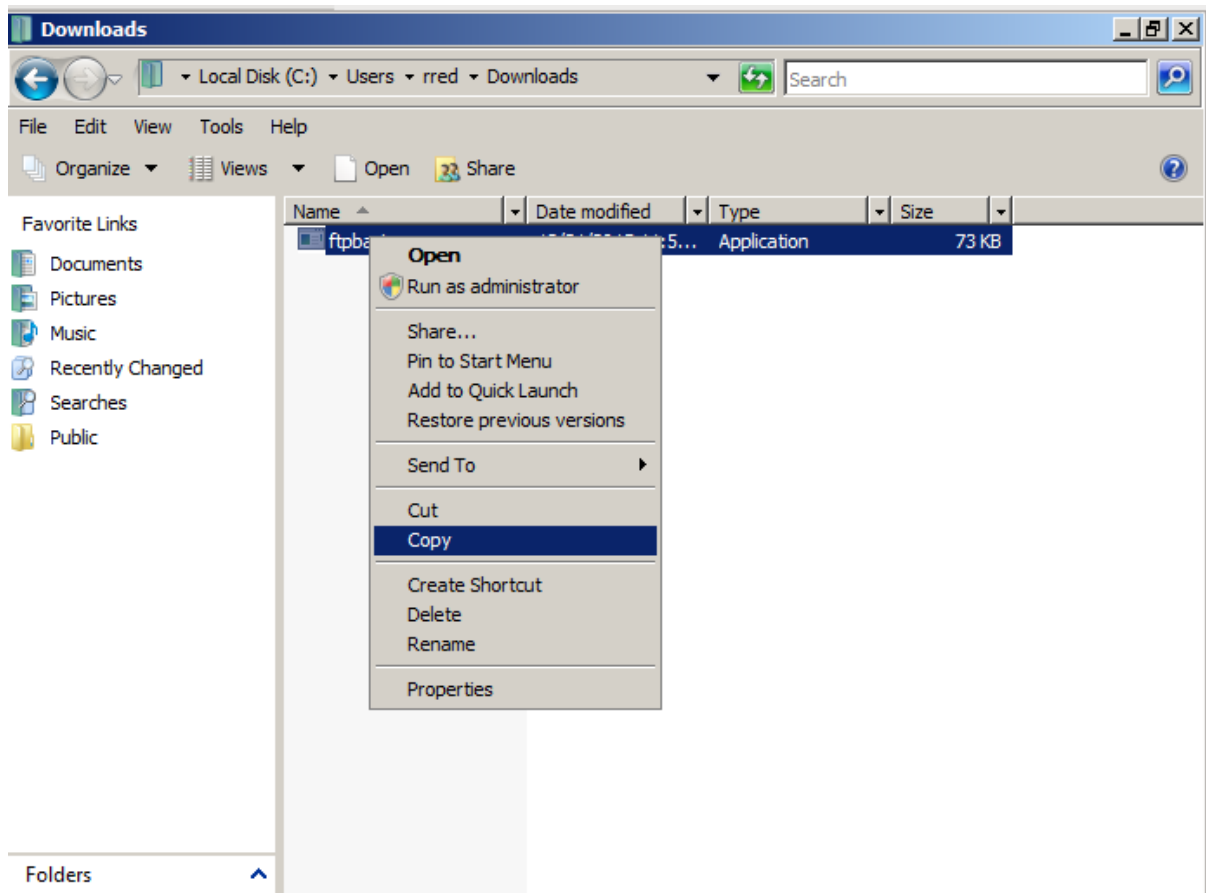 Downloads
Local Disk (C:) Users rred Downloads
Search
File Edit View Tools Help
Organize Views Open Share
Favorite Links
Documents
Pictures
Music
Recently Changed
Searches
Public
Folders
Name Date modified Type Size
Application 73 KB
Open
Run as administrator
Share...
Pin to Start Menu
Add to Quick Launch
Restore previous versions
Send To
Cut
Copy
Create Shortcut
Delete
Rename
Properties